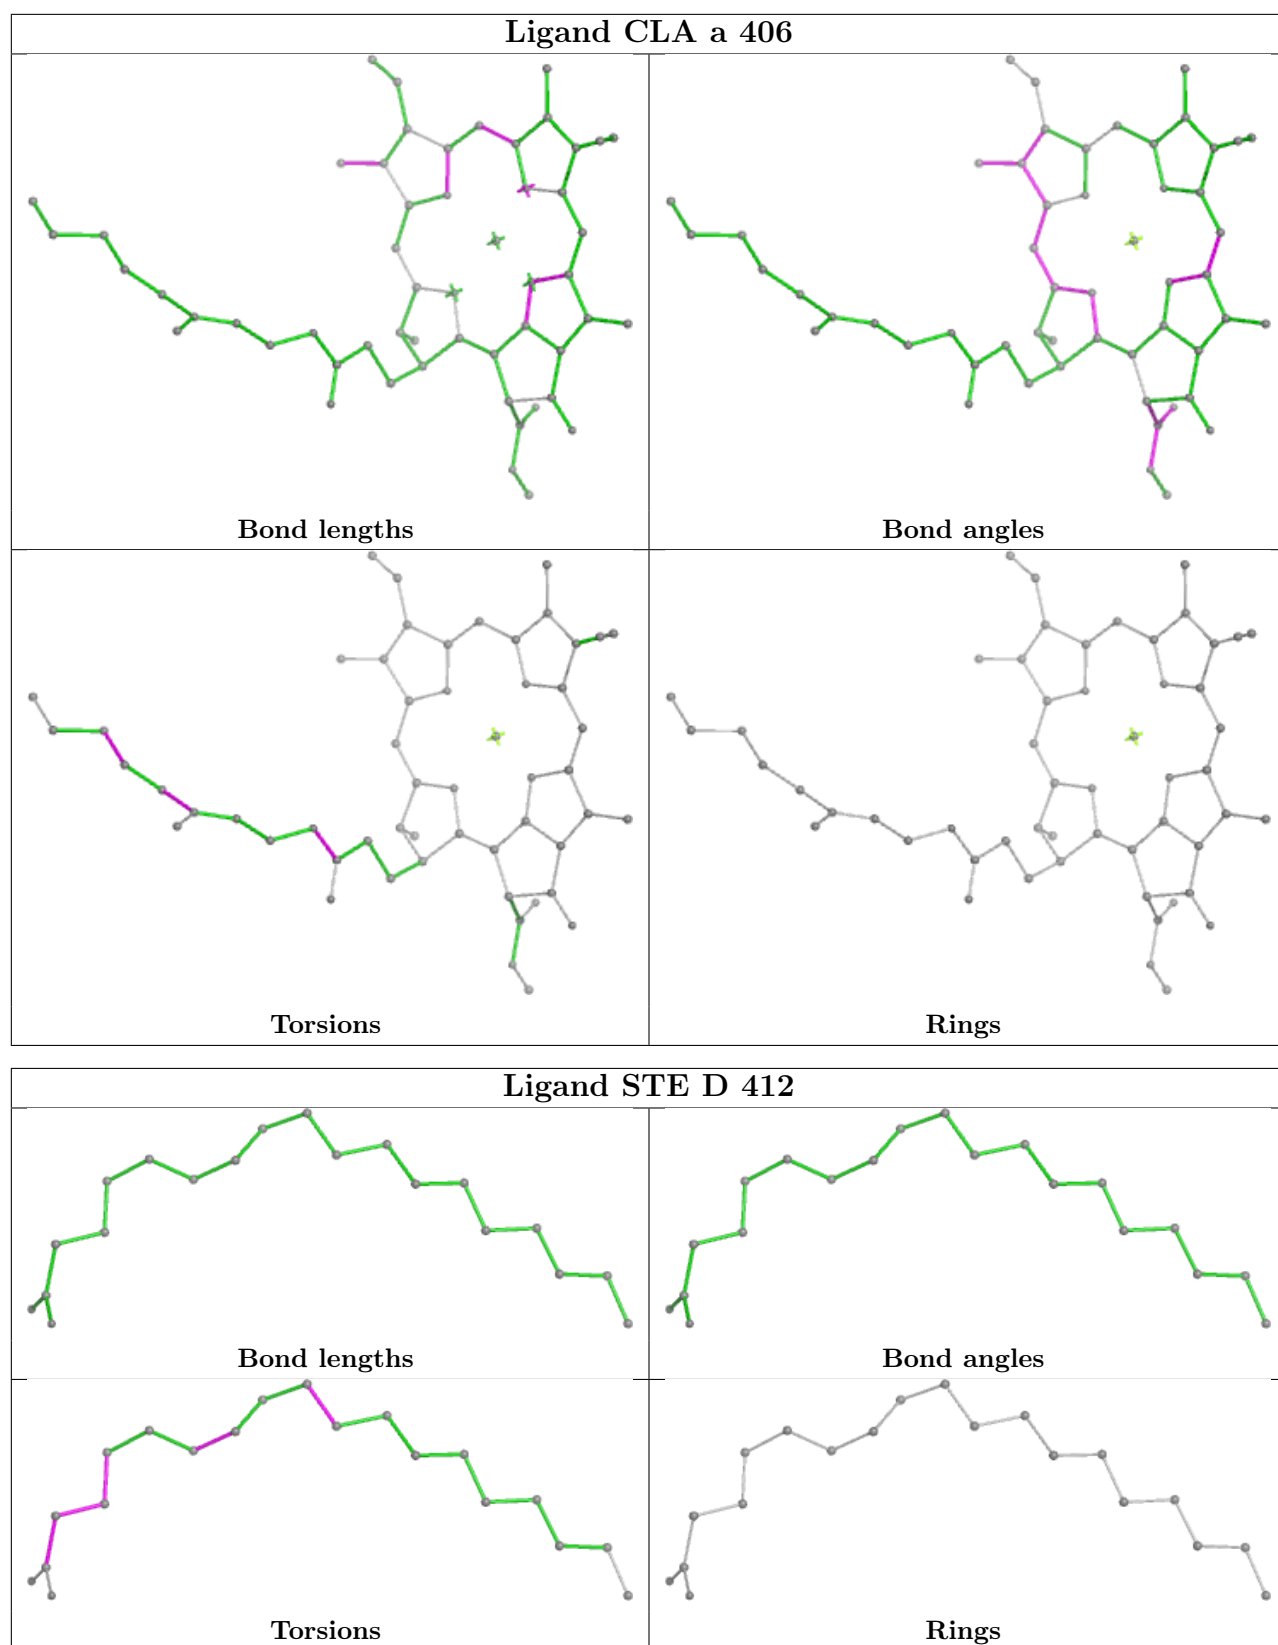 Ligand CLA a 406
Bond lengths
Bond angles
Torsions
Rings
Ligand STE D 412
Bond lengths
Bond angles
Torsions
Rings